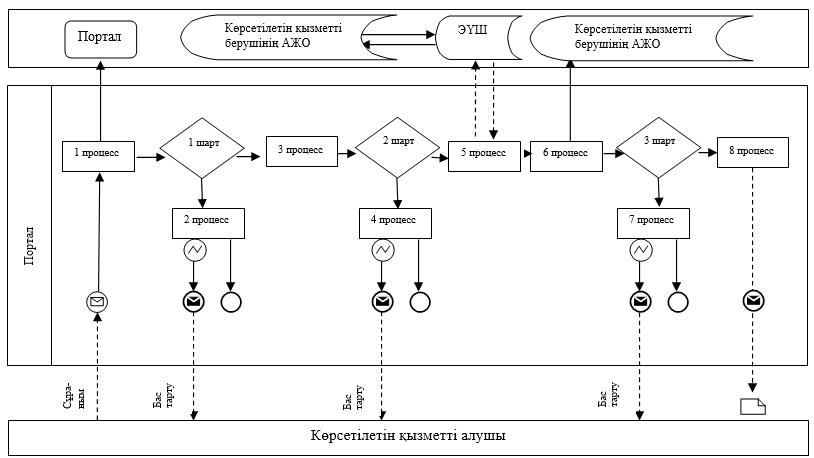 Портал
Көрсетілетін қызметті
берушінің АЖО
ЭҮШ
Көрсетілетін қызметті
берушінің АЖО
1 процесс
1 шарт
3 процесс
2 шарт
5 процесс
6 процесс
3 шарт
8 процесс
2 процесс
4 процесс
7 процесс
Портал
Сұра-
ным
Бас
тарту
Бас
тарту
Бас
тарту
Көрсетілетін қызметті алушы